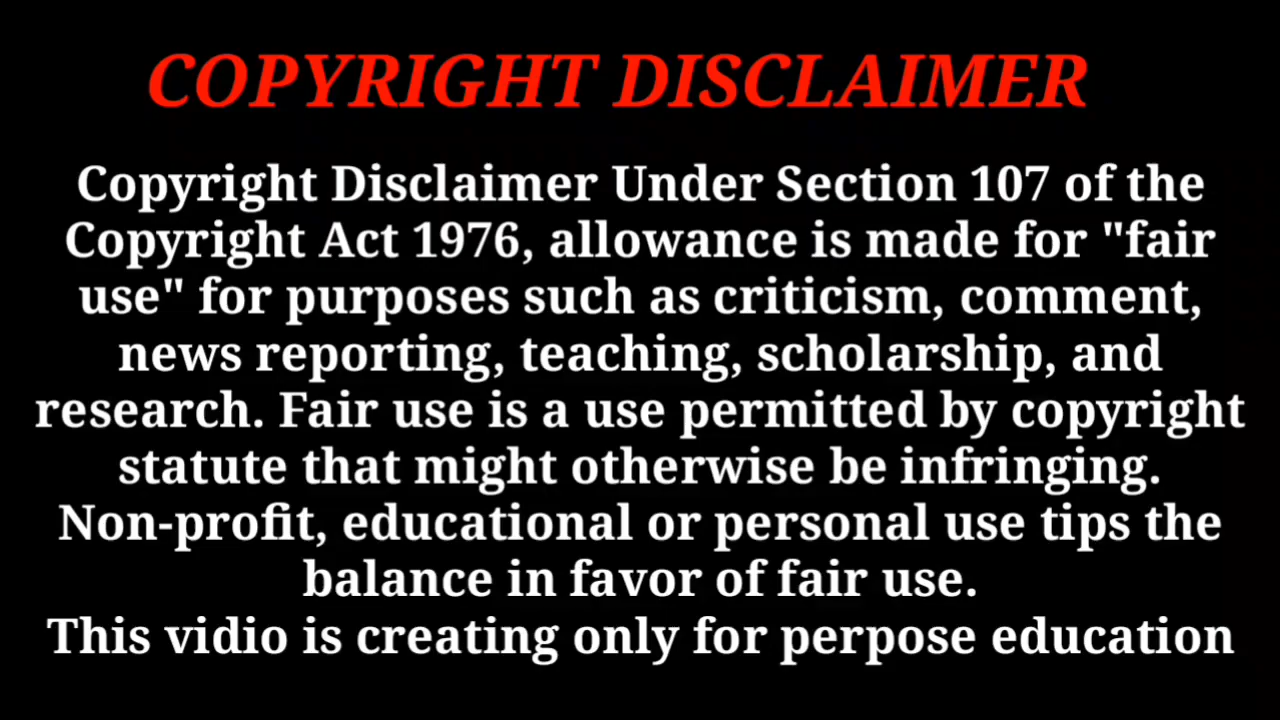 COPYRIGHT DISCLAIMER
Copyright Disclaimer Under Section 107 of the
Copyright Act 1976, allowance is made for "fair
use" for purposes such as criticism, comment,
news reporting, teaching, scholarship, and
research. Fair use is a use permitted by copyright
statute that might otherwise be infringing.
Non-profit, educational or personal use tips the
balance in favor of fair use.
This vidio is creating only for perpose education